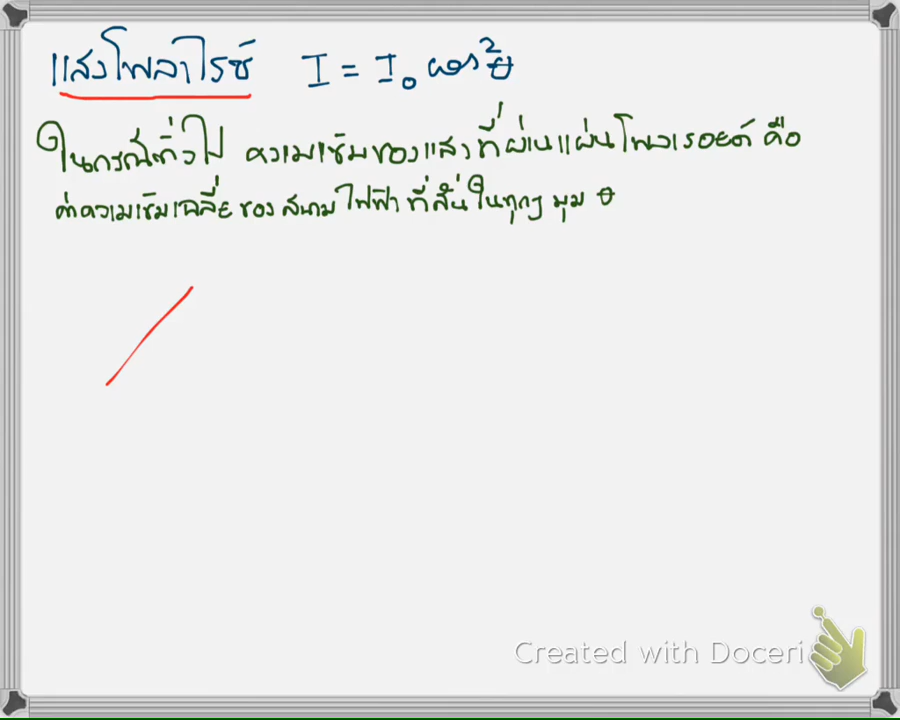 แสงโพลาไรซ์ I = I₀ cos²θ
ในกรณีทั่วไป ความเข้มของแสงที่ผ่านแผ่นโพลารอยด์ คือ
ค่าความเข้มเฉลี่ย ของ สนามไฟฟ้า ที่สั่นในทุกๆ มุม θ
Created with Doceri